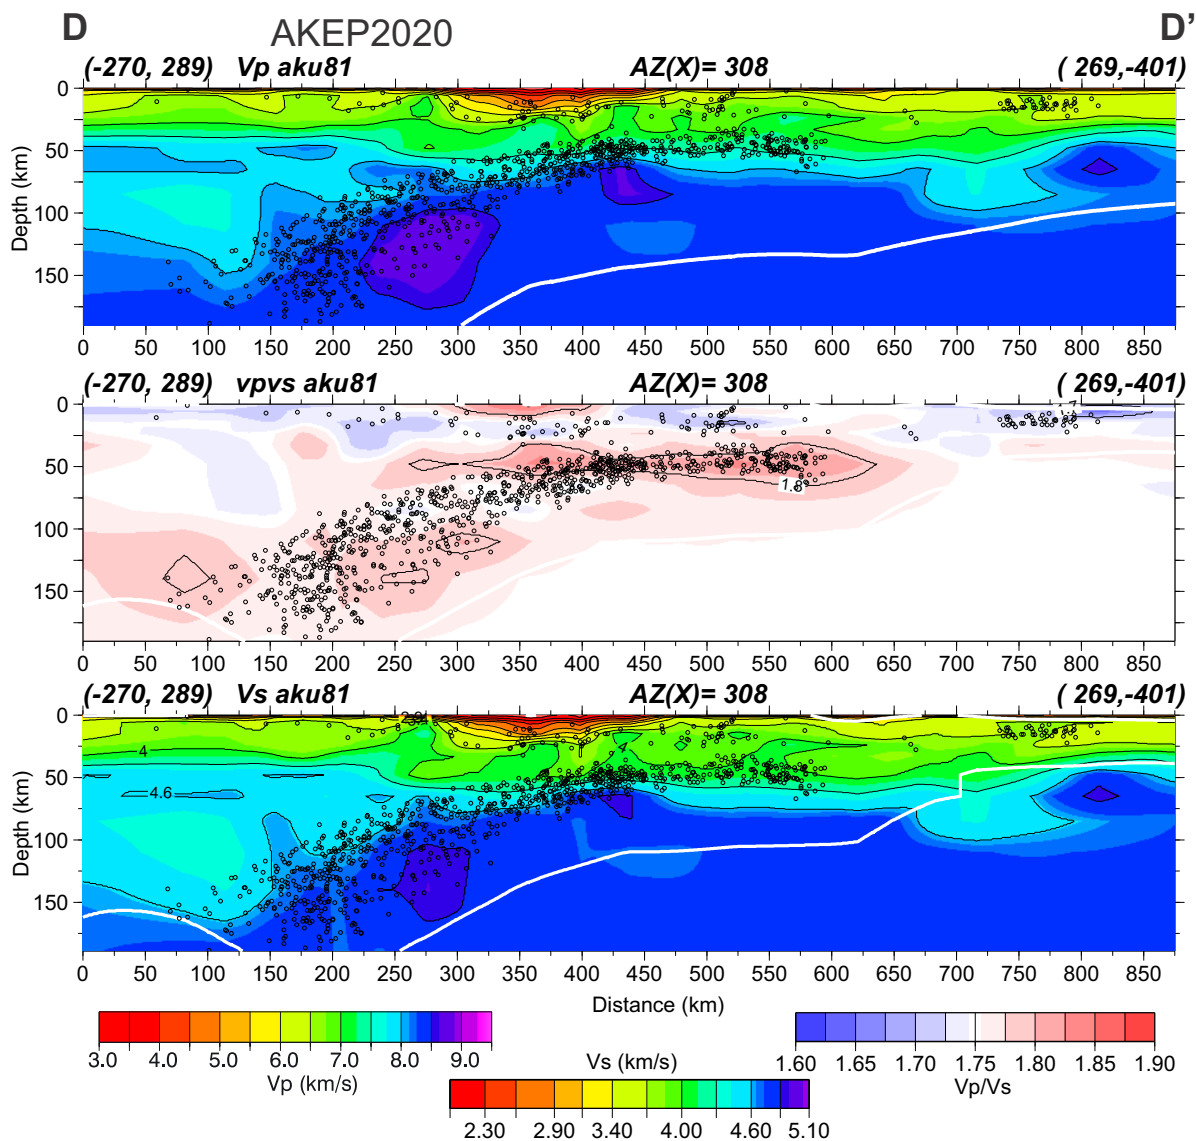 D AKEP2020 D’
(-270, 289) Vp aku81 AZ(X)= 308 ( 269,-401)
0
50
100
150
Depth (km)
0 50 100 150 200 250 300 350 400 450 500 550 600 650 700 750 800 850
(-270, 289) vpvs aku81 AZ(X)= 308 ( 269,-401)
0
50
100
150
1.7
1.8
0 50 100 150 200 250 300 350 400 450 500 550 600 650 700 750 800 850
(-270, 289) Vs aku81 AZ(X)= 308 ( 269,-401)
0
50
100
150
Depth (km)
4
4
4.6
0 50 100 150 200 250 300 350 400 450 500 550 600 650 700 750 800 850
Distance (km)
3.0 4.0 5.0 6.0 7.0 8.0 9.0
Vp (km/s)
Vs (km/s)
2.30 2.90 3.40 4.00 4.60 5.10
1.60 1.65 1.70 1.75 1.80 1.85 1.90
Vp/Vs